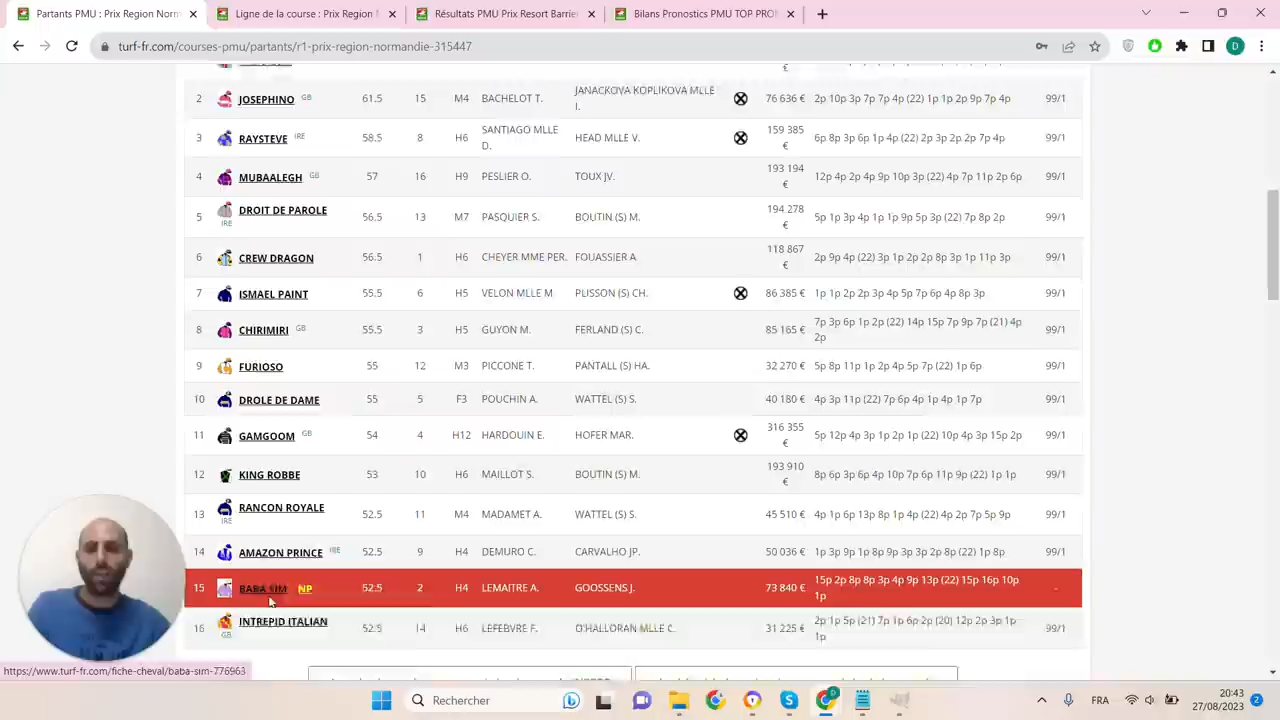 Partants PMU : Prix Region Norm
Ligne de la course : Prix Region N
Résultats PMU Prix Resort Barrier
Bilans Pronostics PMU TOP PRO
turf-fr.com/courses-pmu/partants/r1-prix-region-normandie-315447
€
2 JOSEPHINO GB 61.5 15 M4 BACHELOT T. JANACKOVA KOPLIKOVA MLLE I. 76 636 € 2p 10p 3p 7p 7p 4p (22) 1p 1p 2p 9p 7p 4p 99/1
3 RAYSTEVE IRE 58.5 8 H6 SANTIAGO MLLE D. HEAD MLLE V. 159 385 € 6p 8p 3p 6p 1p 4p (22) 2p 3p 2p 2p 7p 4p 99/1
4 MUBAALEGH GB 57 16 H9 PESLIER O. TOUX JV. 193 194 € 12p 4p 2p 4p 9p 10p 3p (22) 4p 7p 11p 2p 6p 99/1
5 DROIT DE PAROLE IRE 56.5 13 M7 PASQUIER S. BOUTIN (S) M. 194 278 € 5p 1p 3p 4p 1p 1p 9p 5p 3p (22) 7p 8p 2p 99/1
6 CREW DRAGON 56.5 1 H6 CHEYER MME PER. FOUASSIER A. 118 867 € 2p 9p 4p (22) 3p 1p 2p 2p 8p 3p 1p 11p 3p 99/1
7 ISMAEL PAINT 55.5 6 H5 VELON MLLE M. PLISSON (S) CH. 86 385 € 1p 1p 2p 2p 3p 4p 5p 7p 6p 4p 8p 3p 99/1
8 CHIRIMIRI GB 55.5 3 H5 GUYON M. FERLAND (S) C. 85 165 € 7p 3p 6p 1p 2p (22) 14p 15p 7p 9p 7p (21) 4p 2p 99/1
9 FURIOSO 55 12 M3 PICCONE T. PANTALL (S) HA. 32 270 € 5p 8p 11p 1p 2p 4p 5p 7p (22) 1p 6p 99/1
10 DROLE DE DAME 55 5 F3 POUCHIN A. WATTEL (S) S. 40 180 € 4p 3p 11p (22) 7p 6p 4p 1p 4p 1p 7p 99/1
11 GAMGOOM GB 54 4 H12 HARDOUIN E. HOFER MAR. 316 355 € 5p 12p 4p 3p 1p 2p 1p (22) 10p 4p 3p 15p 2p 99/1
12 KING ROBBE 53 10 H6 MAILLOT S. BOUTIN (S) M. 193 910 € 8p 6p 3p 6p 4p 10p 7p 6p 11p 9p (22) 1p 1p 99/1
13 RANCON ROYALE IRE 52.5 11 M4 MADAMET A. WATTEL (S) S. 45 510 € 4p 1p 6p 13p 8p 1p 4p (22) 4p 2p 7p 5p 9p 99/1
14 AMAZON PRINCE IRE 52.5 9 H4 DEMURO C. CARVALHO JP. 50 036 € 1p 3p 9p 1p 8p 9p 3p 6p 2p 8p (22) 1p 8p 99/1
15 BABA SIM NP 52.5 2 H4 LEMAITRE A. GOOSSENS J. 73 840 € 15p 2p 8p 8p 3p 4p 9p 13p (22) 15p 16p 10p 1p -
16 INTREPID ITALIAN GB 52.5 14 H6 LEFEBVRE F. O'HALLORAN MLLE C. 31 225 € 2p 1p 5p (21) 7p 1p 6p 2p (20) 12p 2p 3p 1p 1p 99/1
https://www.turf-fr.com/fiche-cheval/baba-sim-776963
Rechercher
FRA
20:43
27/08/2023
2